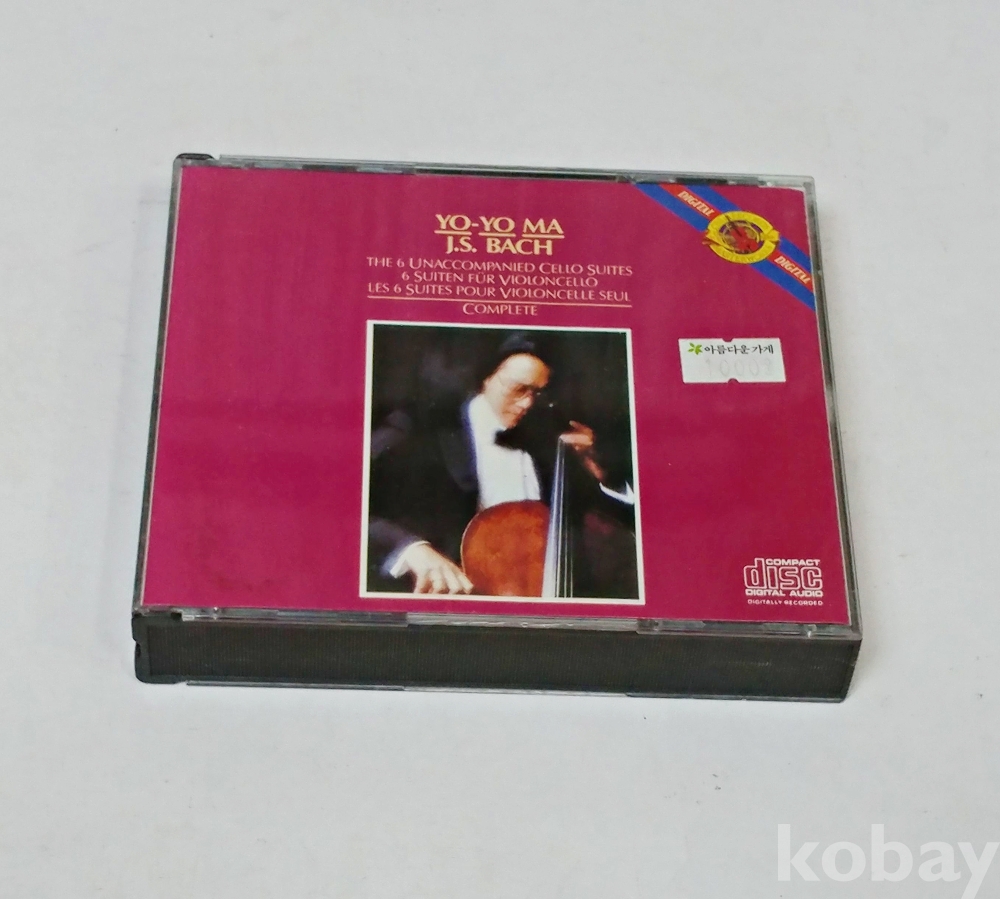 YO-YO MA
J.S. BACH
THE 6 UNACCOMPANIED CELLO SUITES
6 SUITEN FÜR VIOLONCELLO
LES 6 SUITES POUR VIOLONCELLE SEUL
COMPLETE
DIGITAL
DIGITAL
아름다운가게
COMPACT
disc
DIGITAL AUDIO
DIGITALLY RECORDED
kobay